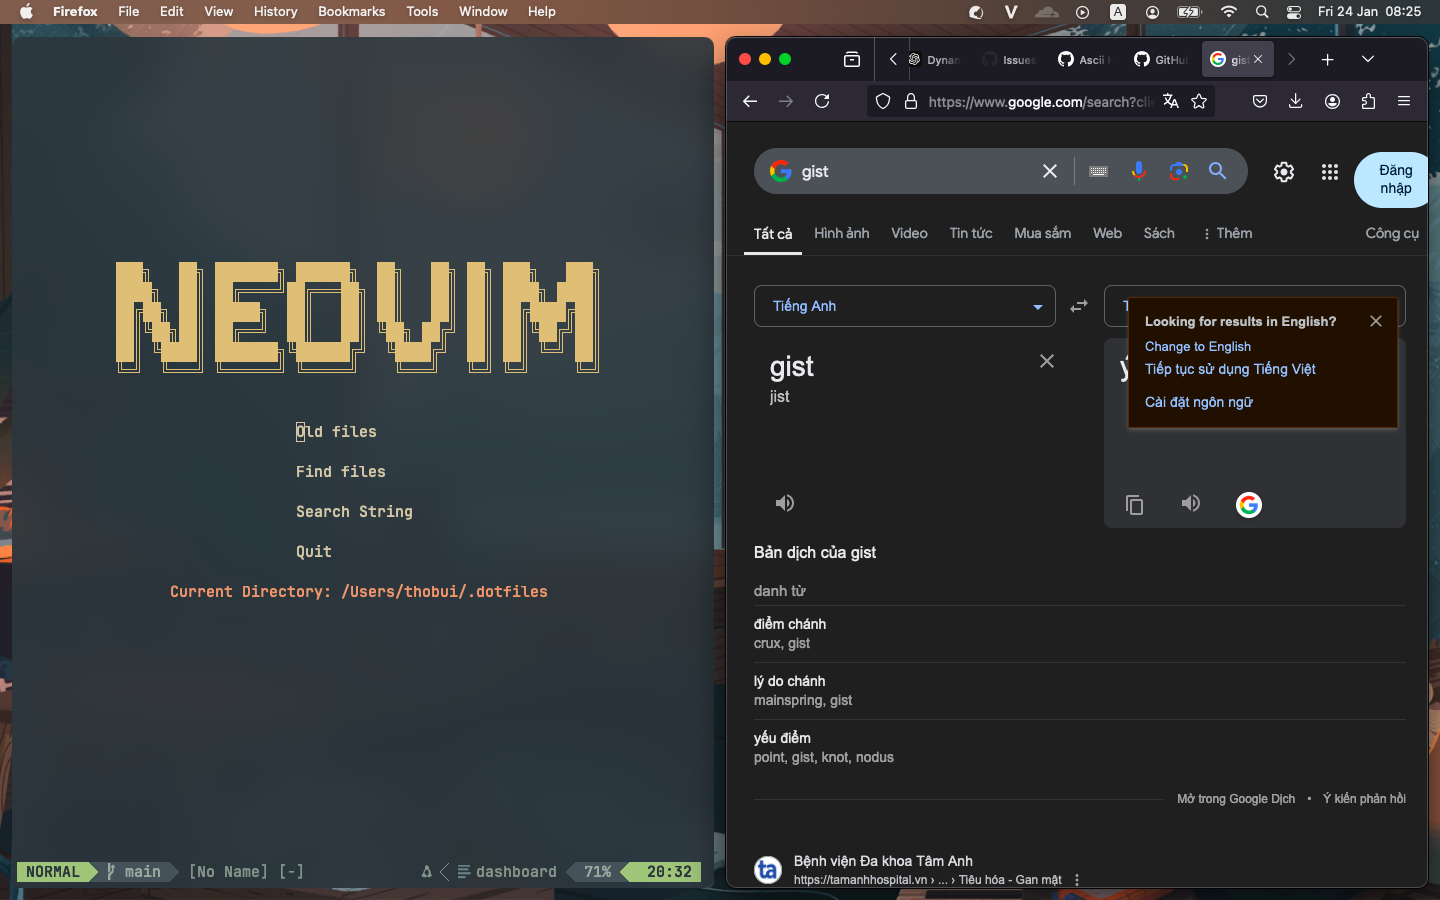 Firefox File Edit View History Bookmarks Tools Window Help
A
Fri 24 Jan 08:25
NEOVIM
Old files
Find files
Search String
Quit
Current Directory: /Users/thobui/.dotfiles
NORMAL main [No Name] [-]
dashboard 71% 20:32
Dynam Issues Ascii GitHu gist
https://www.google.com/search?clie
gist
Đăng nhập
Tất cả Hình ảnh Video Tin tức Mua sắm Web Sách Thêm Công cụ
Tiếng Anh
gist
jist
Looking for results in English?
Change to English
Tiếp tục sử dụng Tiếng Việt
Cài đặt ngôn ngữ
Bản dịch của gist
danh từ
điểm chánh
crux, gist
lý do chánh
mainspring, gist
yếu điểm
point, gist, knot, nodus
Mở trong Google Dịch • Ý kiến phản hồi
ta
Bệnh viện Đa khoa Tâm Anh
https://tamanhhospital.vn › ... › Tiêu hóa - Gan mật